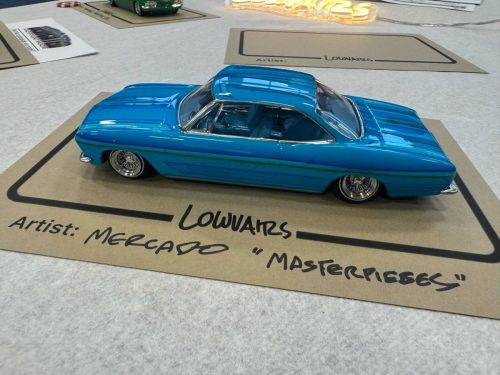 LOWVAIRS
Artist:
LOWVAIRS
Artist: MERCADO "MASTERPIECES"